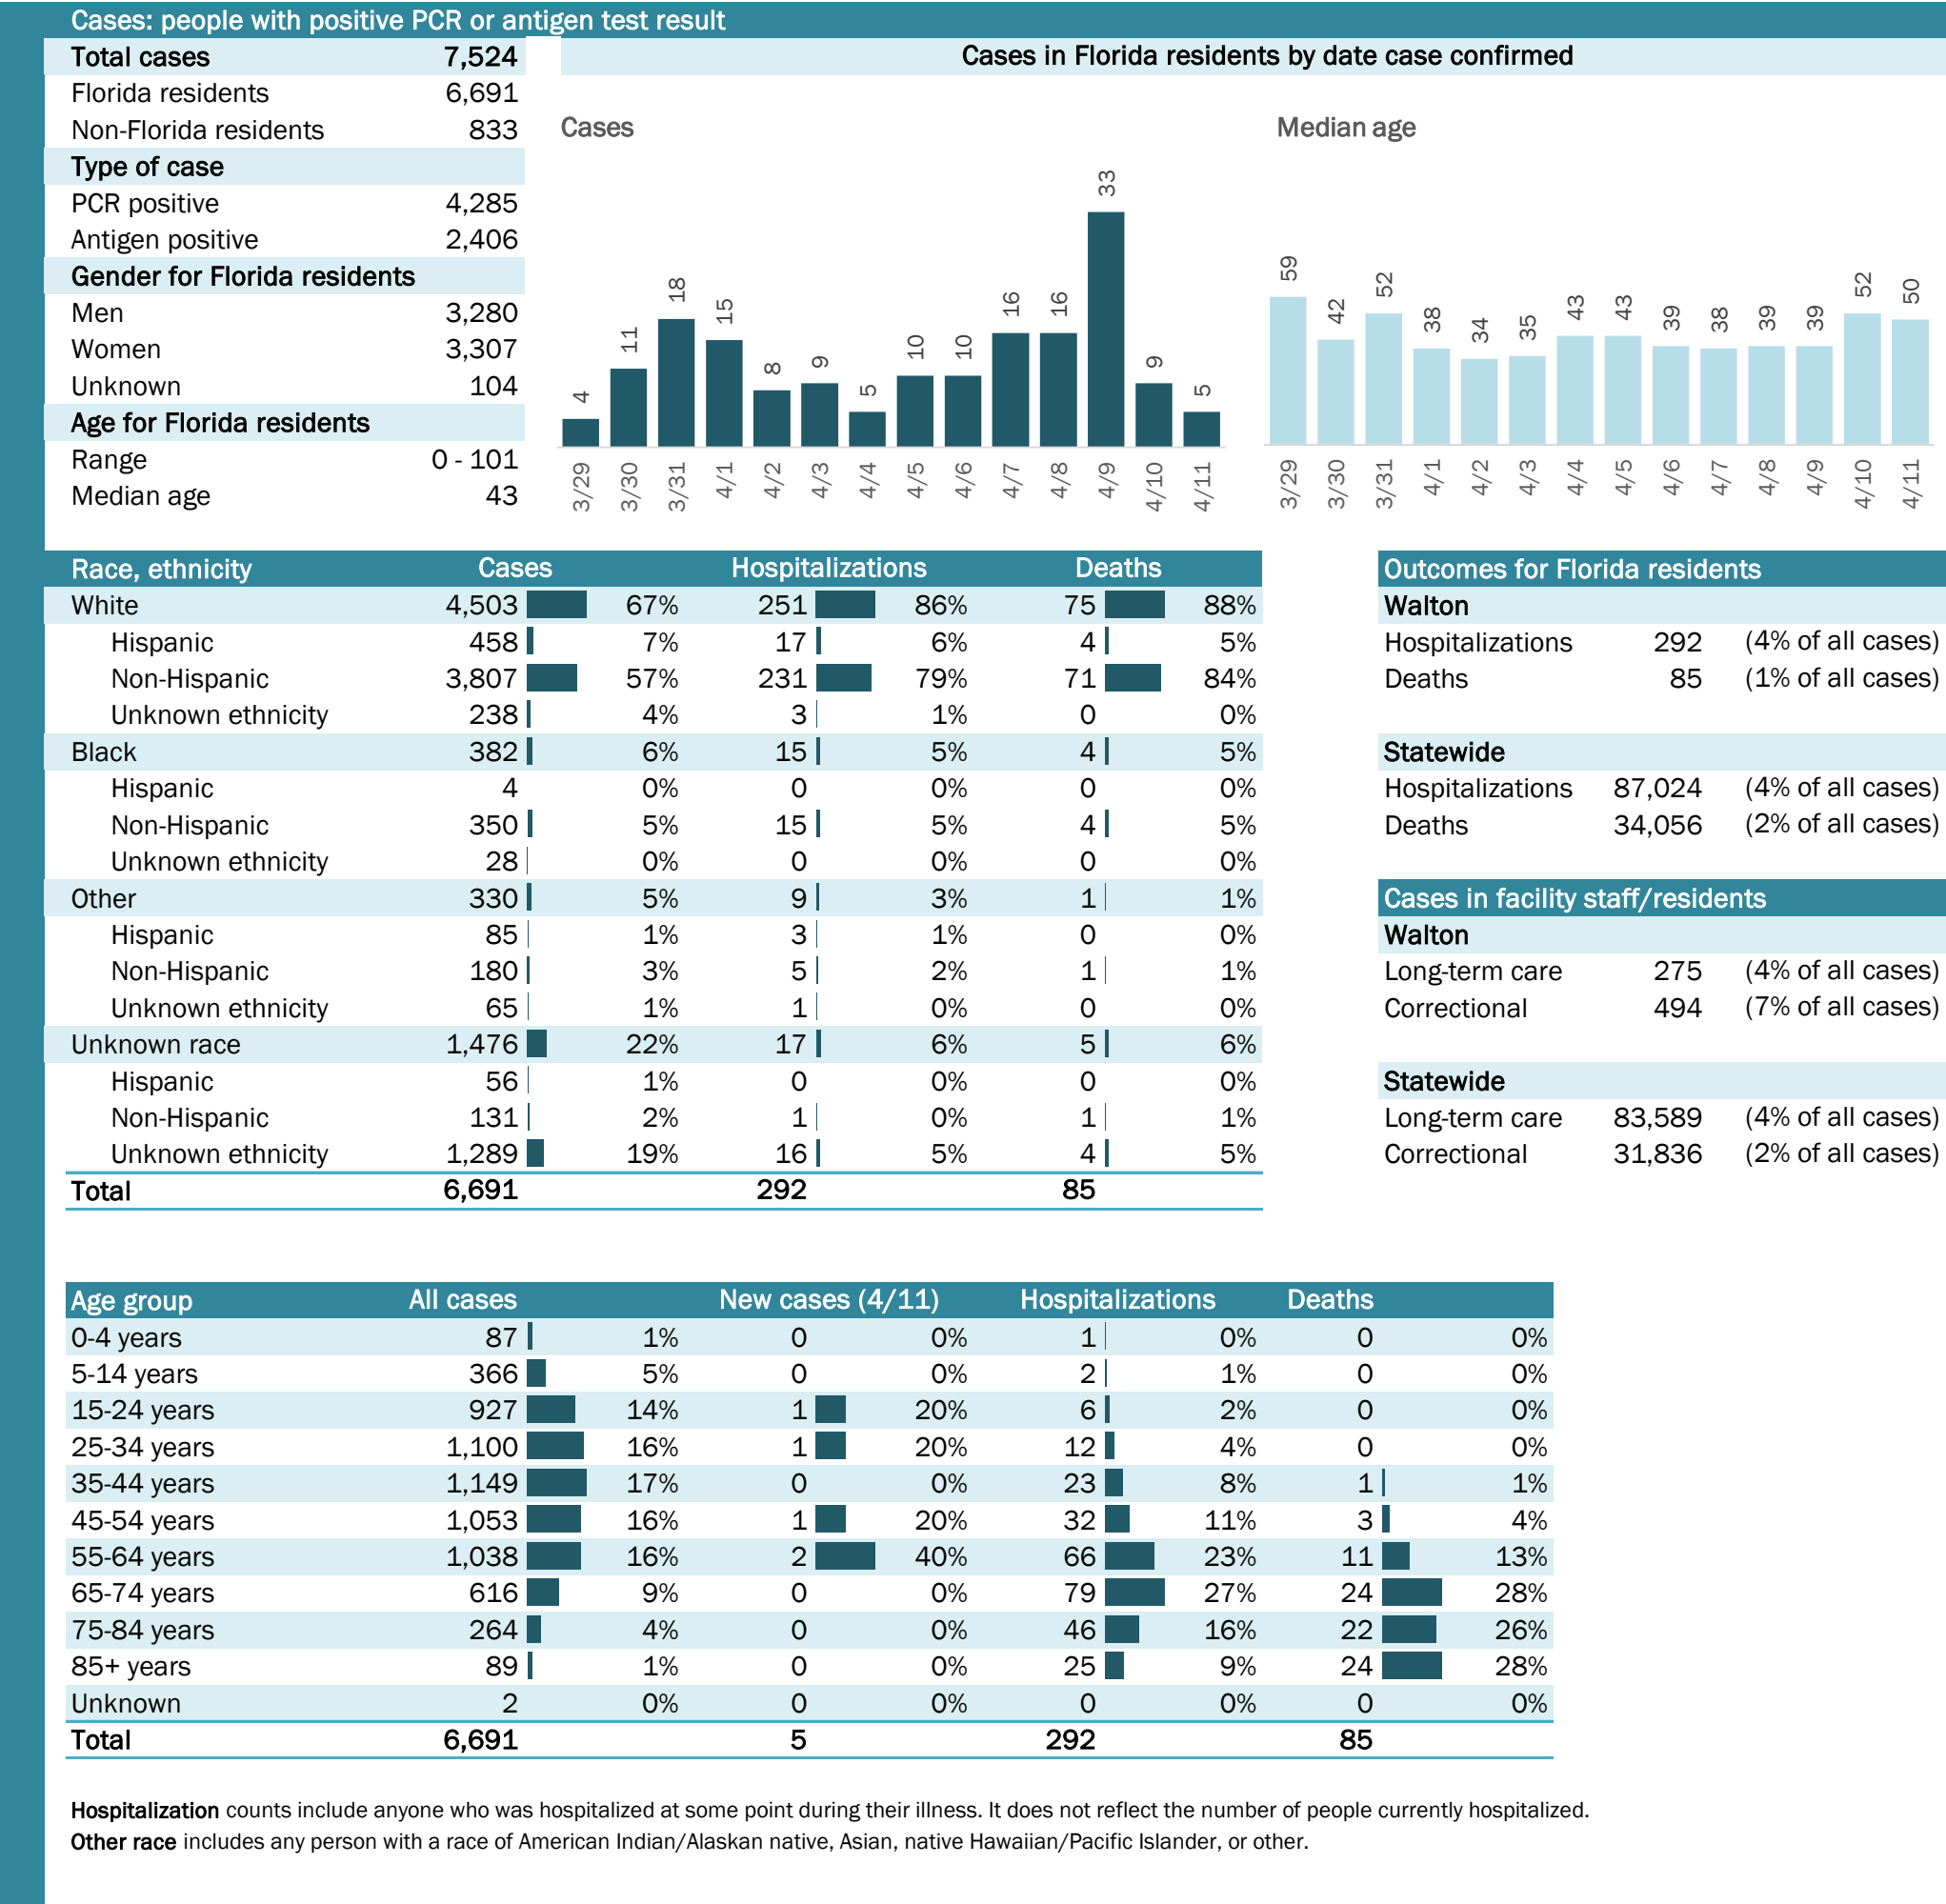 Cases: people with positive PCR or antigen test result
Total cases 7,524
Florida residents 6,691
Non-Florida residents 833
Type of case
PCR positive 4,285
Antigen positive 2,406
Gender for Florida residents
Men 3,280
Women 3,307
Unknown 104
Age for Florida residents
Range 0 - 101
Median age 43
Cases in Florida residents by date case confirmed
Cases
4 11 18 15 8 9 5 10 10 16 16 33 9 5
3/29 3/30 3/31 4/1 4/2 4/3 4/4 4/5 4/6 4/7 4/8 4/9 4/10 4/11
Median age
59 42 52 38 34 35 43 43 39 38 39 39 52 50
3/29 3/30 3/31 4/1 4/2 4/3 4/4 4/5 4/6 4/7 4/8 4/9 4/10 4/11
Race, ethnicity Cases Hospitalizations Deaths
White 4,503 67% 251 86% 75 88%
Hispanic 458 7% 17 6% 4 5%
Non-Hispanic 3,807 57% 231 79% 71 84%
Unknown ethnicity 238 4% 3 1% 0 0%
Black 382 6% 15 5% 4 5%
Hispanic 4 0% 0 0% 0 0%
Non-Hispanic 350 5% 15 5% 4 5%
Unknown ethnicity 28 0% 0 0% 0 0%
Other 330 5% 9 3% 1 1%
Hispanic 85 1% 3 1% 0 0%
Non-Hispanic 180 3% 5 2% 1 1%
Unknown ethnicity 65 1% 1 0% 0 0%
Unknown race 1,476 22% 17 6% 5 6%
Hispanic 56 1% 0 0% 0 0%
Non-Hispanic 131 2% 1 0% 1 1%
Unknown ethnicity 1,289 19% 16 5% 4 5%
Total 6,691 292 85
Outcomes for Florida residents
Walton
Hospitalizations 292 (4% of all cases)
Deaths 85 (1% of all cases)
Statewide
Hospitalizations 87,024 (4% of all cases)
Deaths 34,056 (2% of all cases)
Cases in facility staff/residents
Walton
Long-term care 275 (4% of all cases)
Correctional 494 (7% of all cases)
Statewide
Long-term care 83,589 (4% of all cases)
Correctional 31,836 (2% of all cases)
Age group All cases New cases (4/11) Hospitalizations Deaths
0-4 years 87 1% 0 0% 1 0% 0 0%
5-14 years 366 5% 0 0% 2 1% 0 0%
15-24 years 927 14% 1 20% 6 2% 0 0%
25-34 years 1,100 16% 1 20% 12 4% 0 0%
35-44 years 1,149 17% 0 0% 23 8% 1 1%
45-54 years 1,053 16% 1 20% 32 11% 3 4%
55-64 years 1,038 16% 2 40% 66 23% 11 13%
65-74 years 616 9% 0 0% 79 27% 24 28%
75-84 years 264 4% 0 0% 46 16% 22 26%
85+ years 89 1% 0 0% 25 9% 24 28%
Unknown 2 0% 0 0% 0 0% 0 0%
Total 6,691 5 292 85
Hospitalization counts include anyone who was hospitalized at some point during their illness. It does not reflect the number of people currently hospitalized.
Other race includes any person with a race of American Indian/Alaskan native, Asian, native Hawaiian/Pacific Islander, or other.